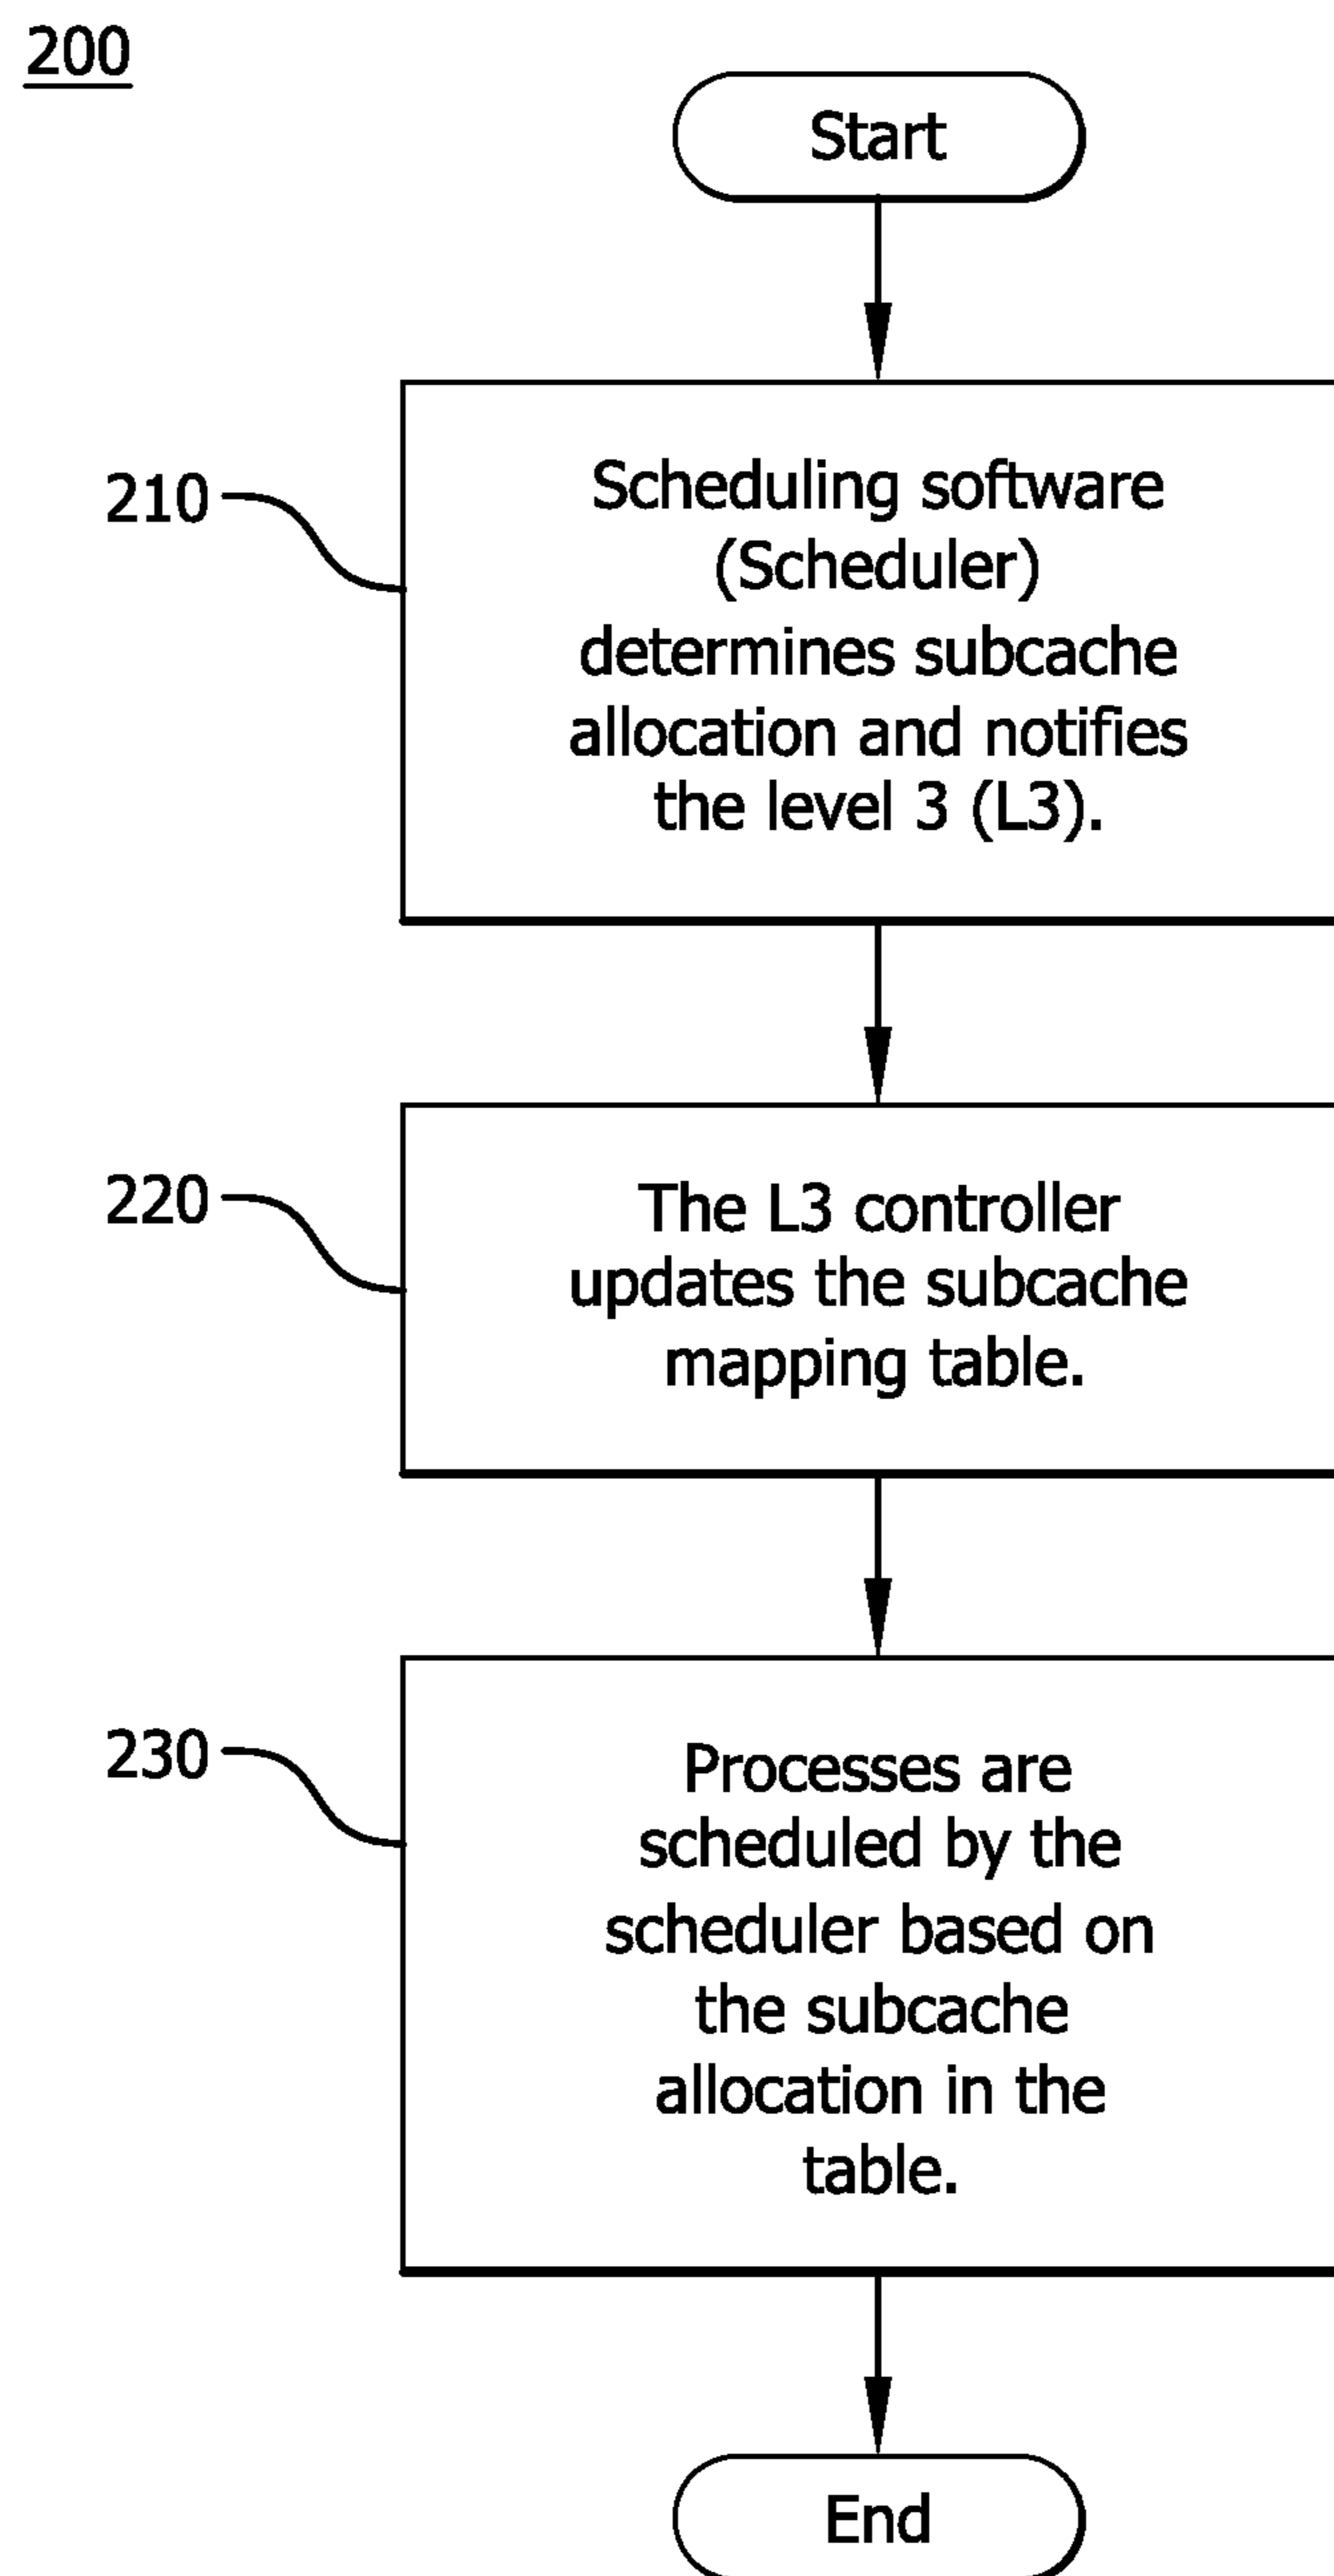 200
Start
210
Scheduling software
(Scheduler)
determines subcache
allocation and notifies
the level 3 (L3).
220
The L3 controller
updates the subcache
mapping table.
230
Processes are
scheduled by the
scheduler based on
the subcache
allocation in the
table.
End